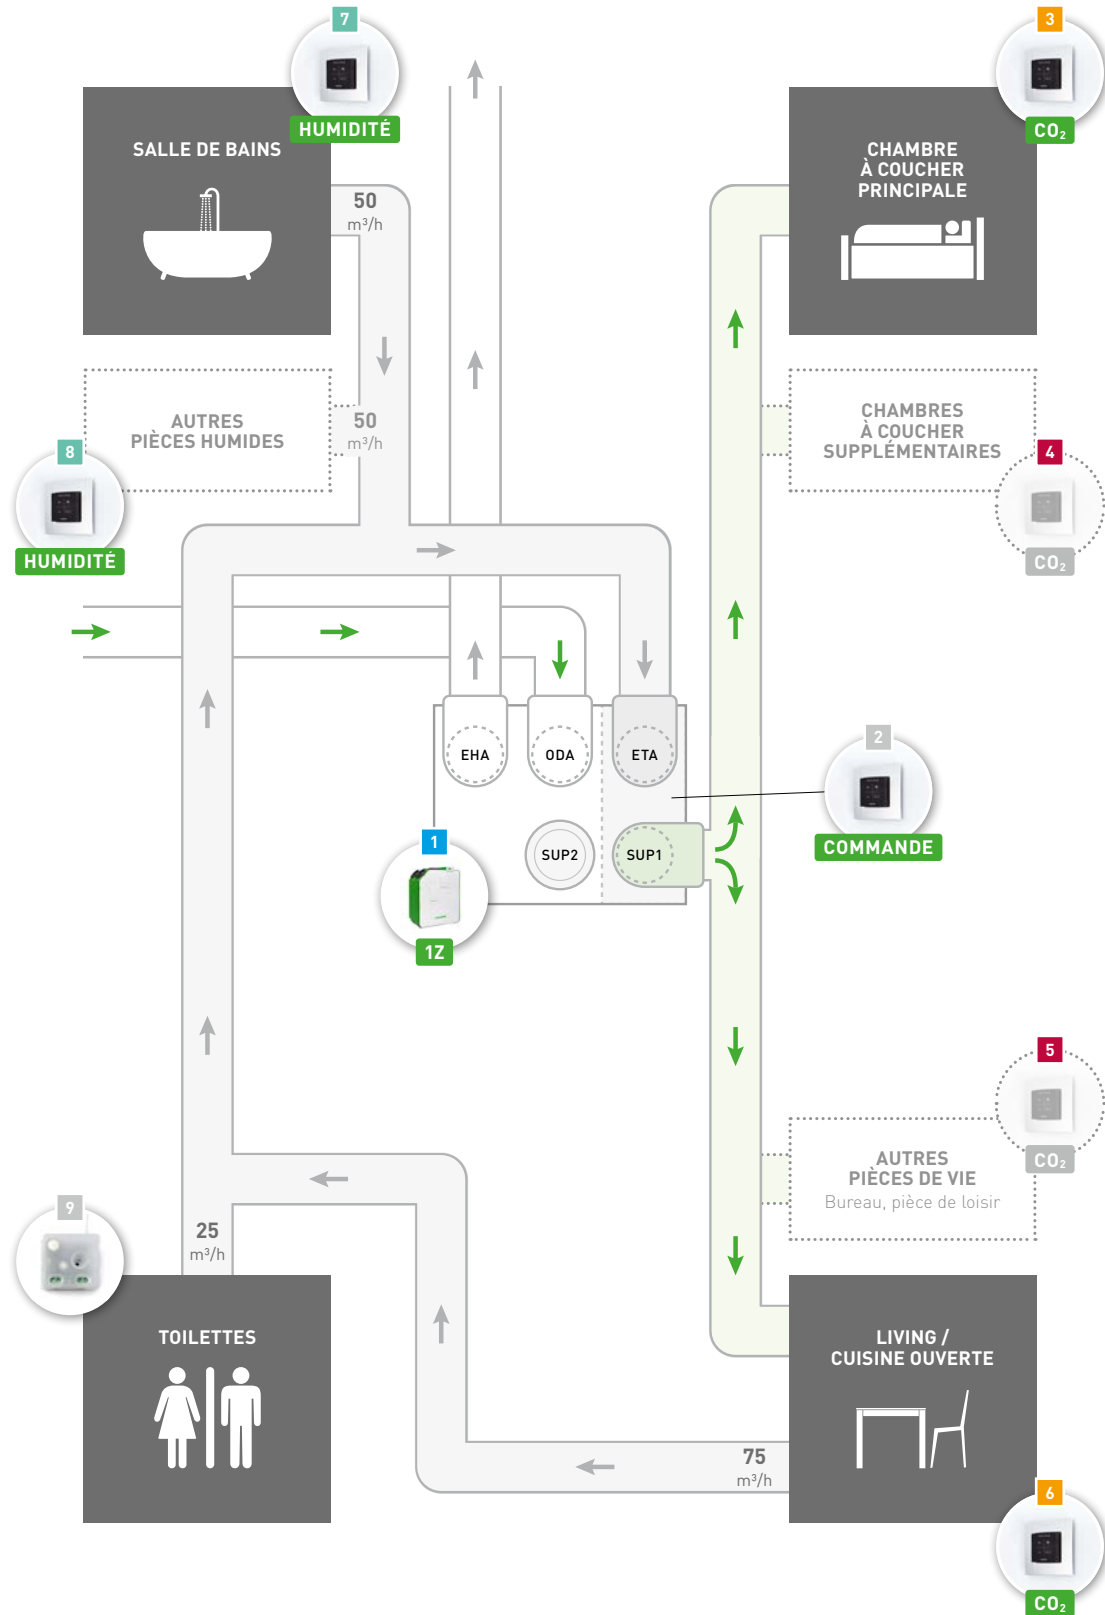 7
HUMIDITÉ
SALLE DE BAINS
50
m³/h
3
CO₂
CHAMBRE
À COUCHER
PRINCIPALE
AUTRES
PIÈCES HUMIDES
50
m³/h
8
HUMIDITÉ
CHAMBRES
À COUCHER
SUPPLÉMENTAIRES
4
CO₂
EHA
ODA
ETA
SUP2
SUP1
2
COMMANDE
1
1Z
5
CO₂
AUTRES
PIÈCES DE VIE
Bureau, pièce de loisir
9
25
m³/h
TOILETTES
LIVING /
CUISINE OUVERTE
75
m³/h
6
CO₂